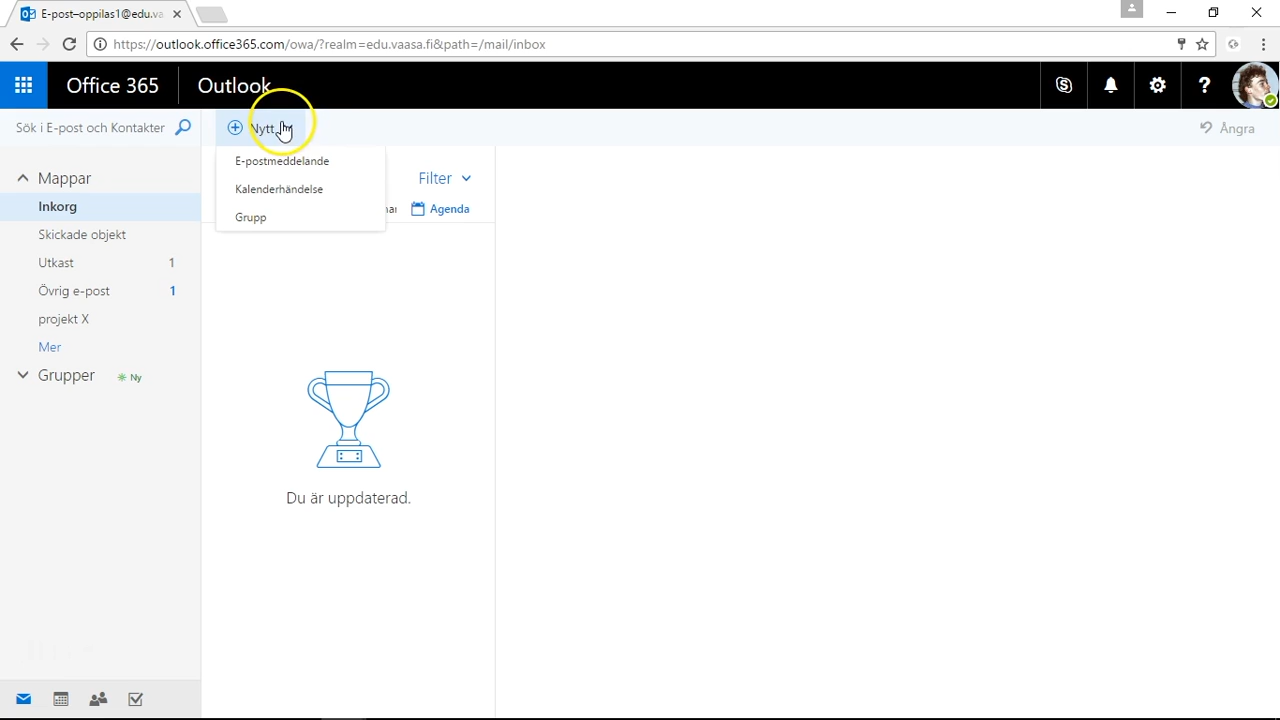 E-post–oppilas1@edu.va
https://outlook.office365.com/owa/?realm=edu.vaasa.fi&path=/mail/inbox
Office 365
Outlook
?
Sök i E-post och Kontakter
Nytt
Ångra
E-postmeddelande
Kalenderhändelse
Grupp
Mappar
Filter
Inkorg
Agenda
Skickade objekt
Utkast 1
Övrig e-post 1
projekt X
Mer
Grupper
Ny
Du är uppdaterad.